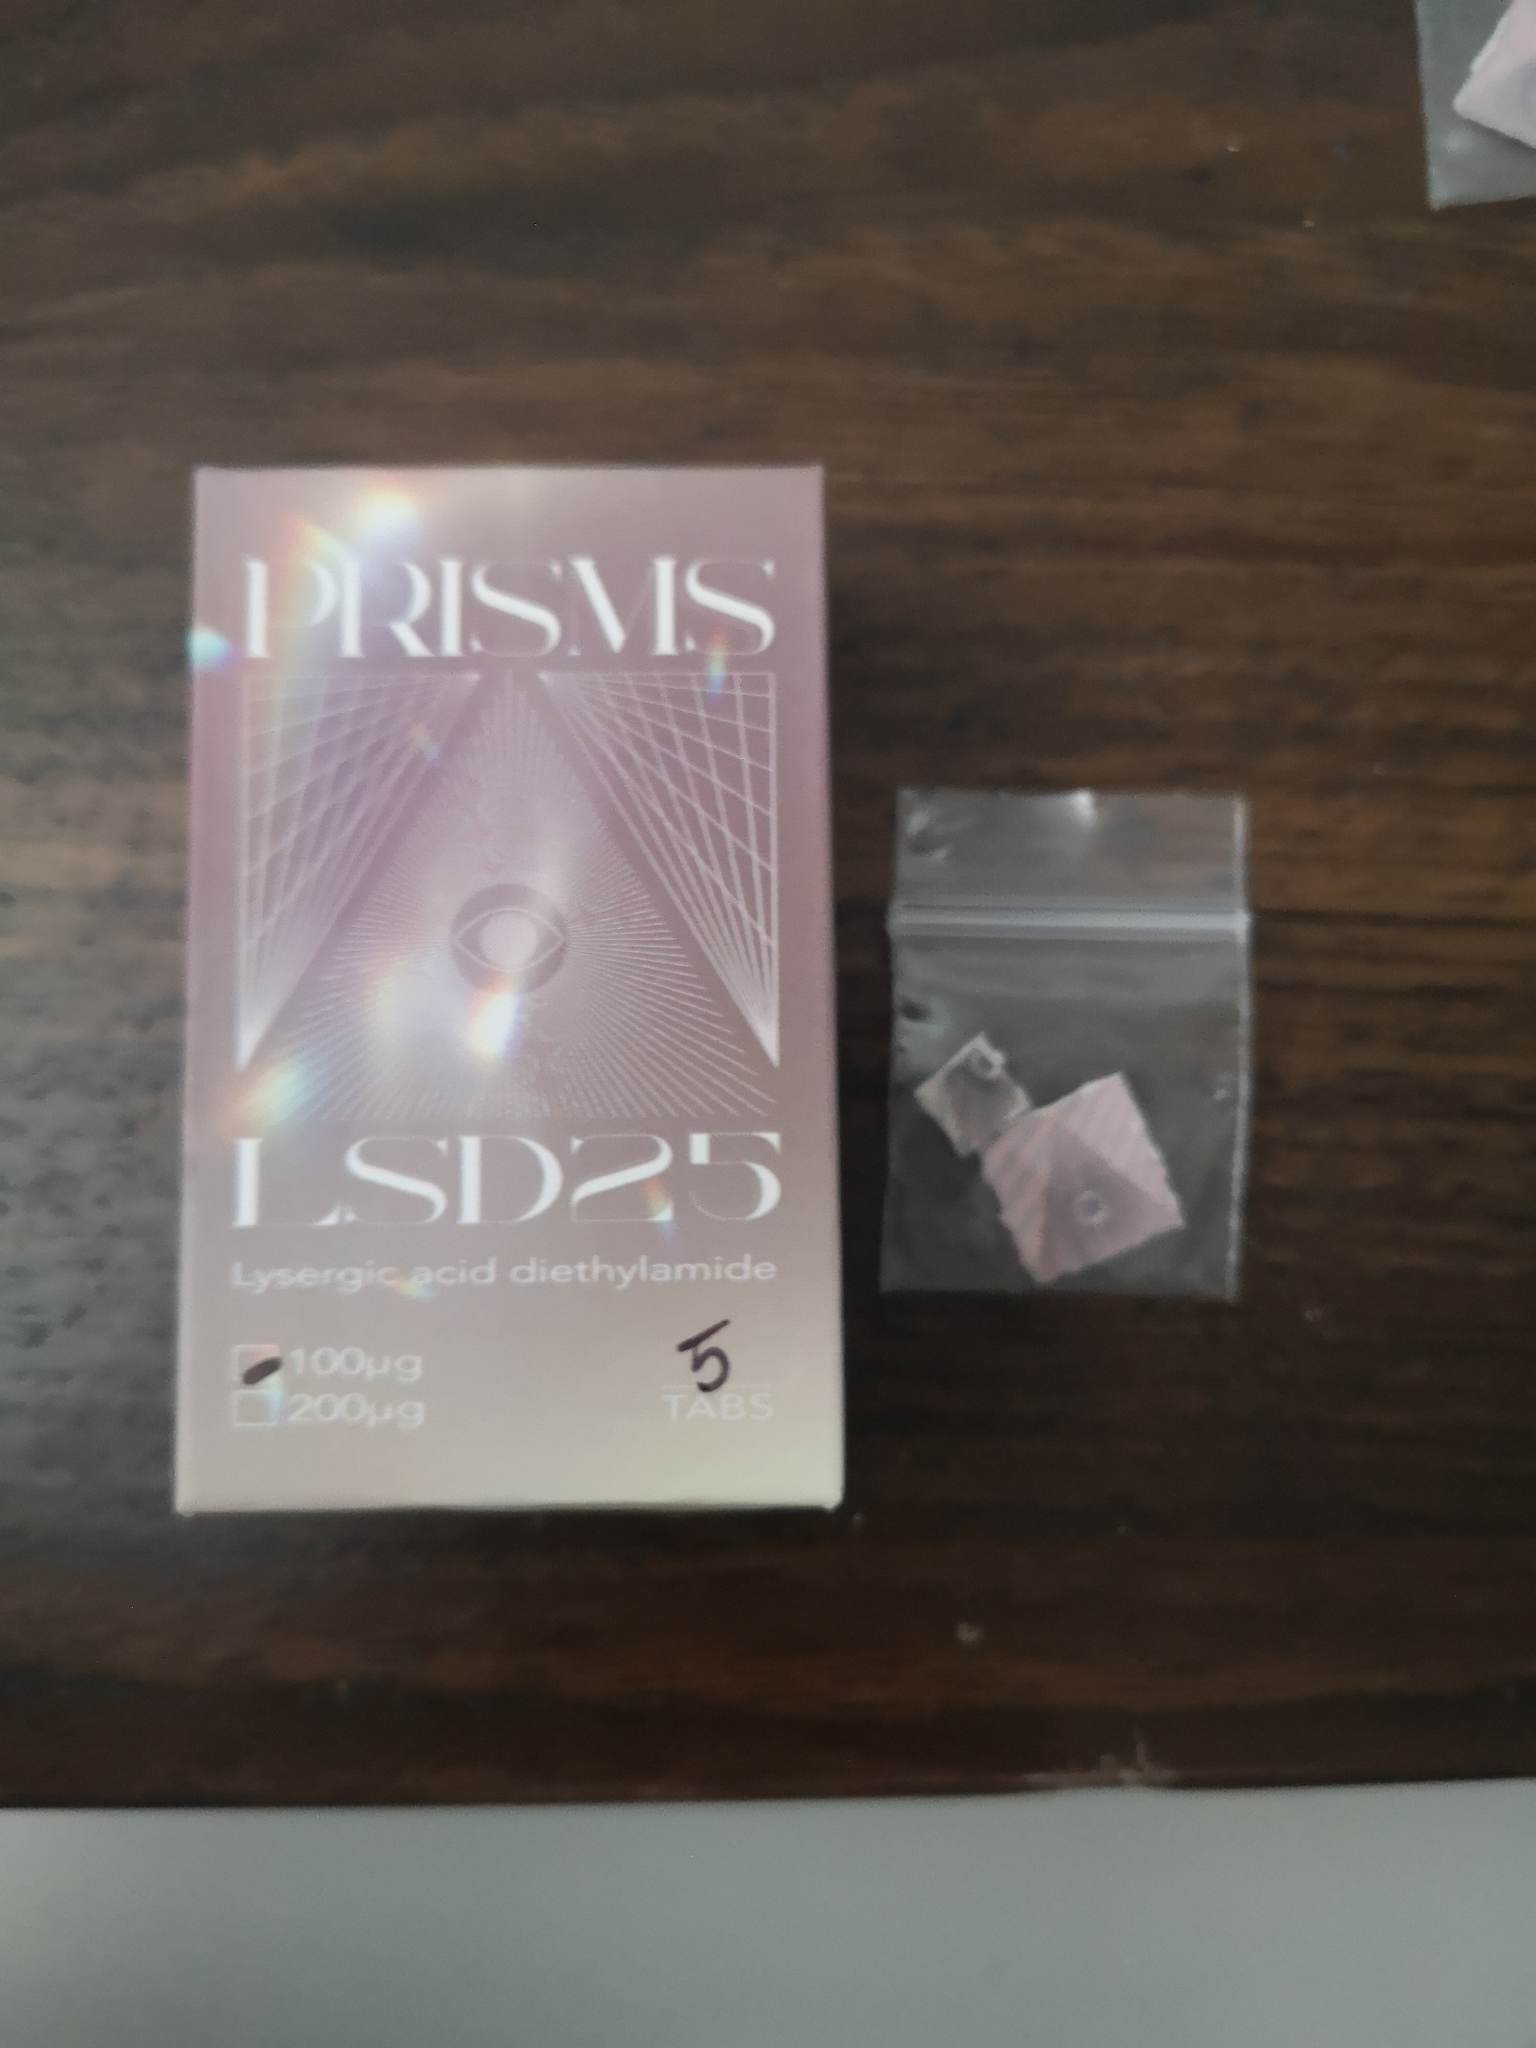 PRISMS
LSD25
Lysergic acid diethylamide
100µg
200µg
5
TABS